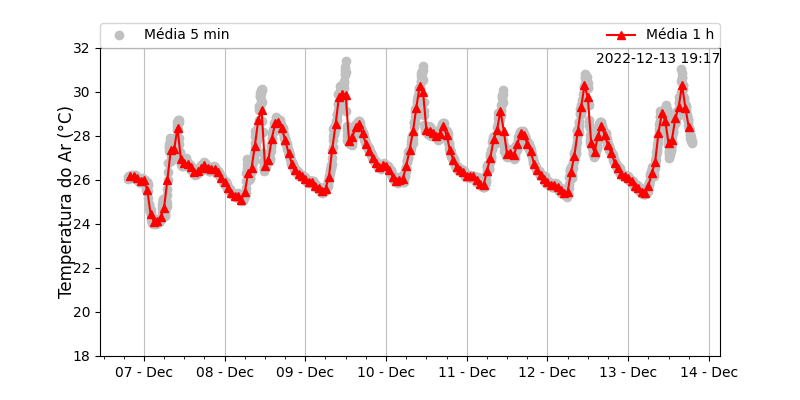 Média 5 min
Média 1 h
2022-12-13 19:17
Temperatura do Ar (°C)
32
30
28
26
24
22
20
18
07 - Dec
08 - Dec
09 - Dec
10 - Dec
11 - Dec
12 - Dec
13 - Dec
14 - Dec